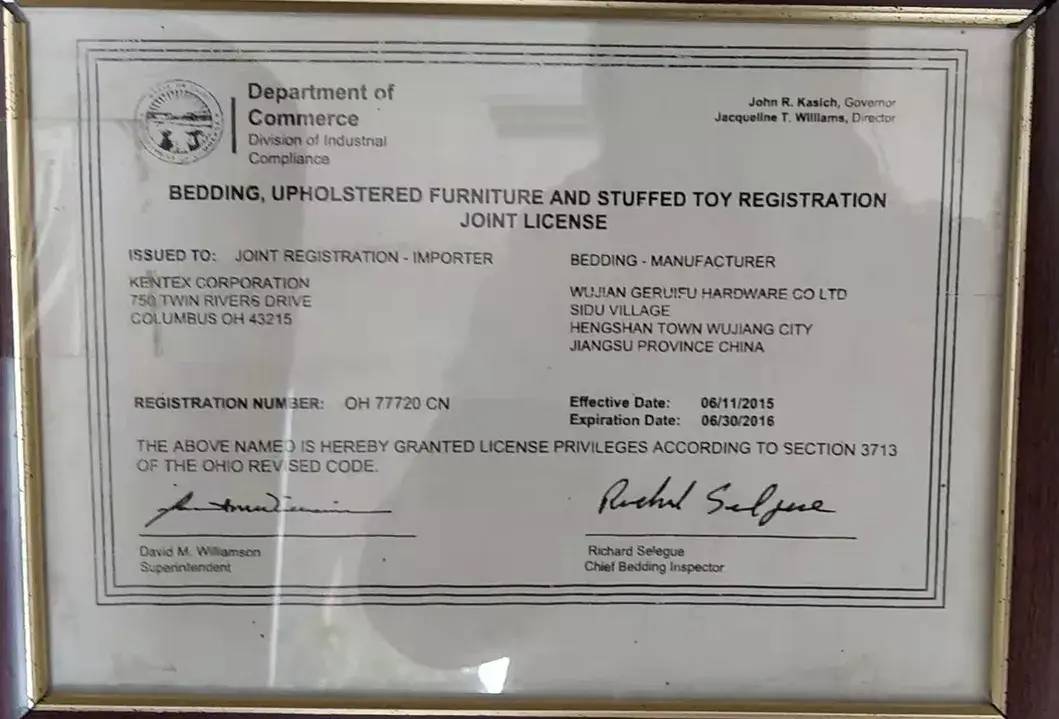 Department of
Commerce
Division of Industrial
Compliance
John R. Kasich, Governor
Jacqueline T. Williams, Director
BEDDING, UPHOLSTERED FURNITURE AND STUFFED TOY REGISTRATION
JOINT LICENSE
ISSUED TO: JOINT REGISTRATION - IMPORTER
KENTEX CORPORATION
750 TWIN RIVERS DRIVE
COLUMBUS OH 43215
BEDDING - MANUFACTURER
WUJIAN GERUIFU HARDWARE CO LTD
SIDU VILLAGE
HENGSHAN TOWN WUJIANG CITY
JIANGSU PROVINCE CHINA
REGISTRATION NUMBER: OH 77720 CN
Effective Date: 06/11/2015
Expiration Date: 06/30/2016
THE ABOVE NAMED IS HEREBY GRANTED LICENSE PRIVILEGES ACCORDING TO SECTION 3713
OF THE OHIO REVISED CODE.
David M. Williamson
Superintendent
Richard Selegue
Chief Bedding Inspector